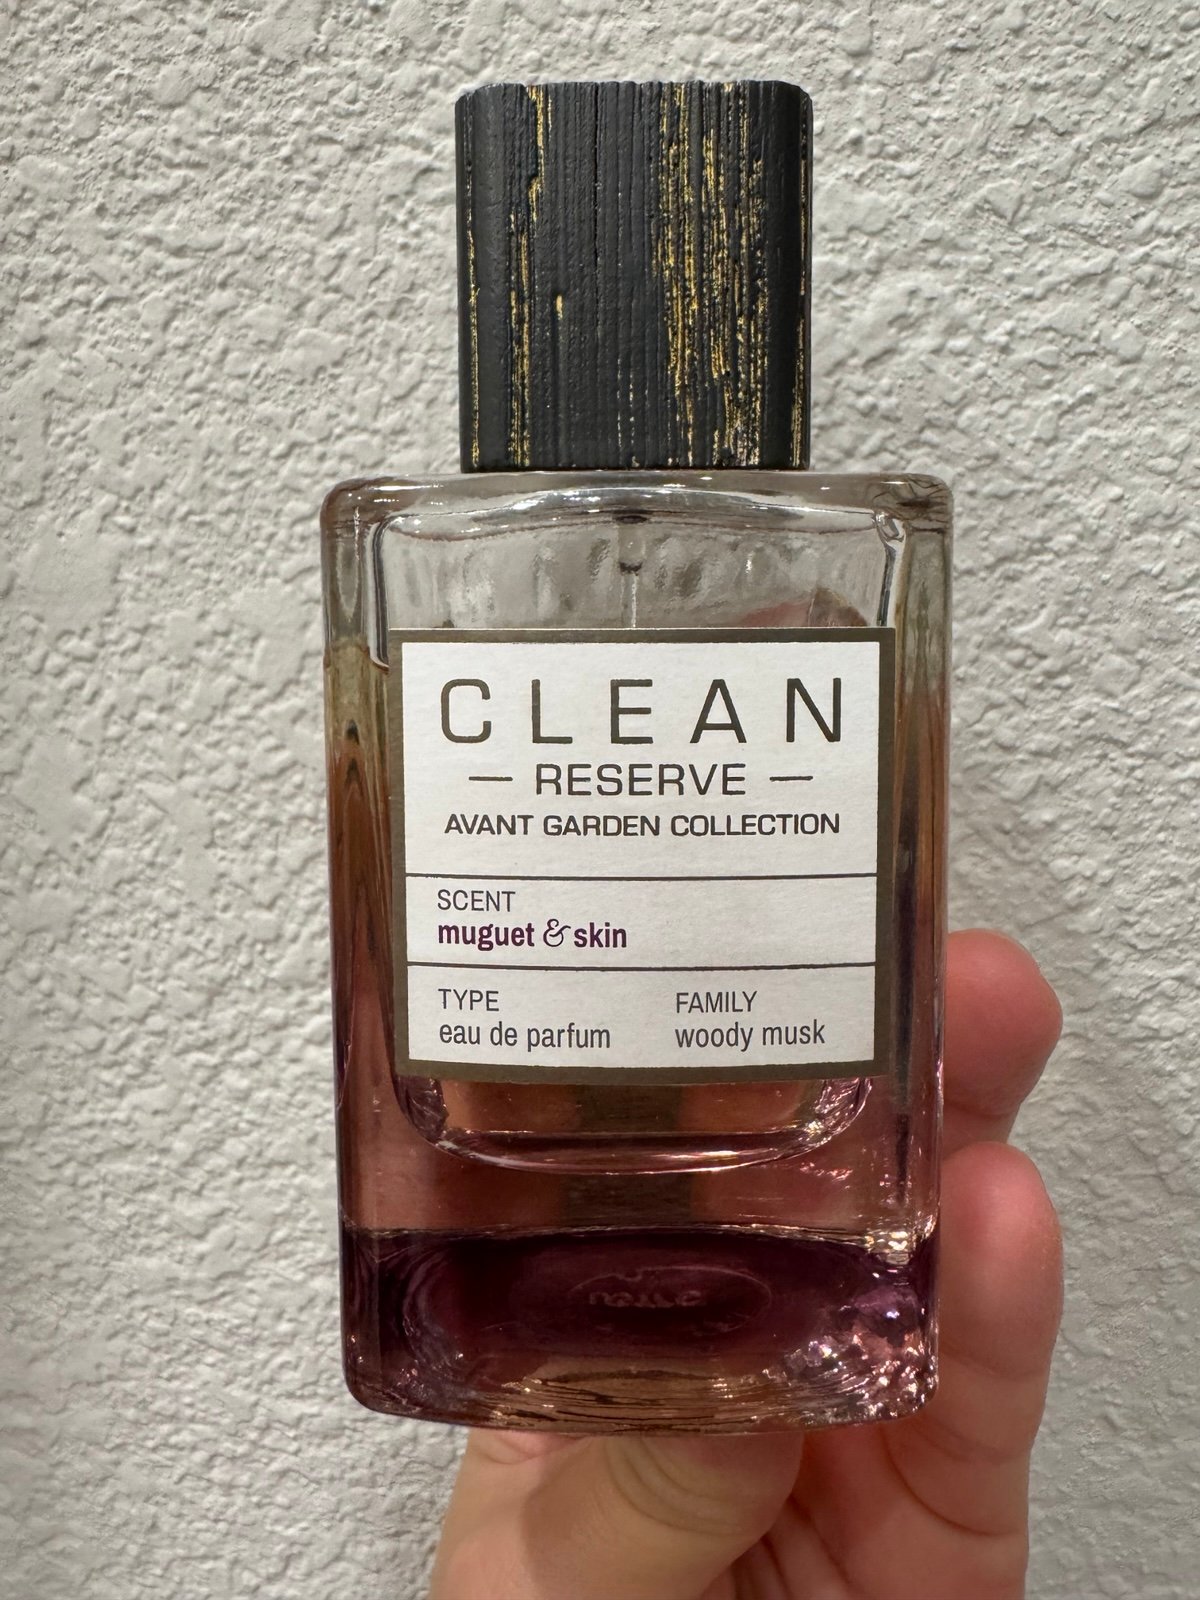 CLEAN
— RESERVE —
AVANT GARDEN COLLECTION
SCENT
muguet & skin
TYPE FAMILY
eau de parfum woody musk